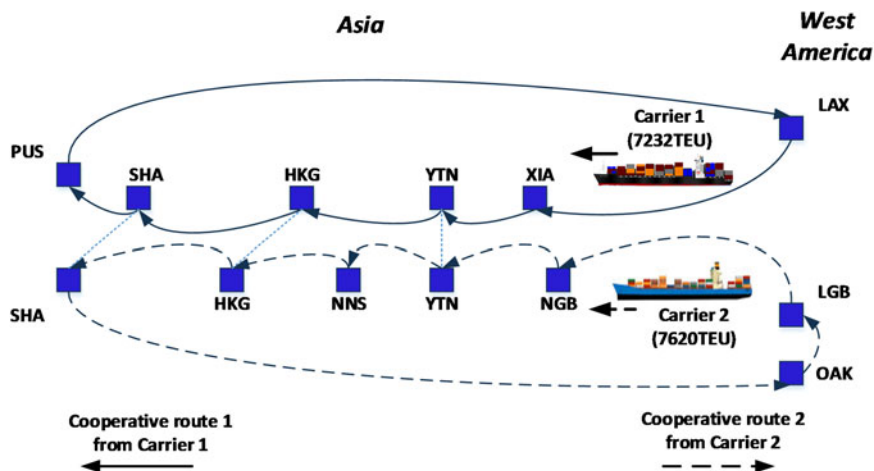 Asia
West
America
LAX
Carrier 1
(7232TEU)
PUS
SHA
HKG
YTN
XIA
SHA
HKG
NNS
YTN
NGB
LGB
Carrier 2
(7620TEU)
OAK
Cooperative route 1
from Carrier 1
Cooperative route 2
from Carrier 2